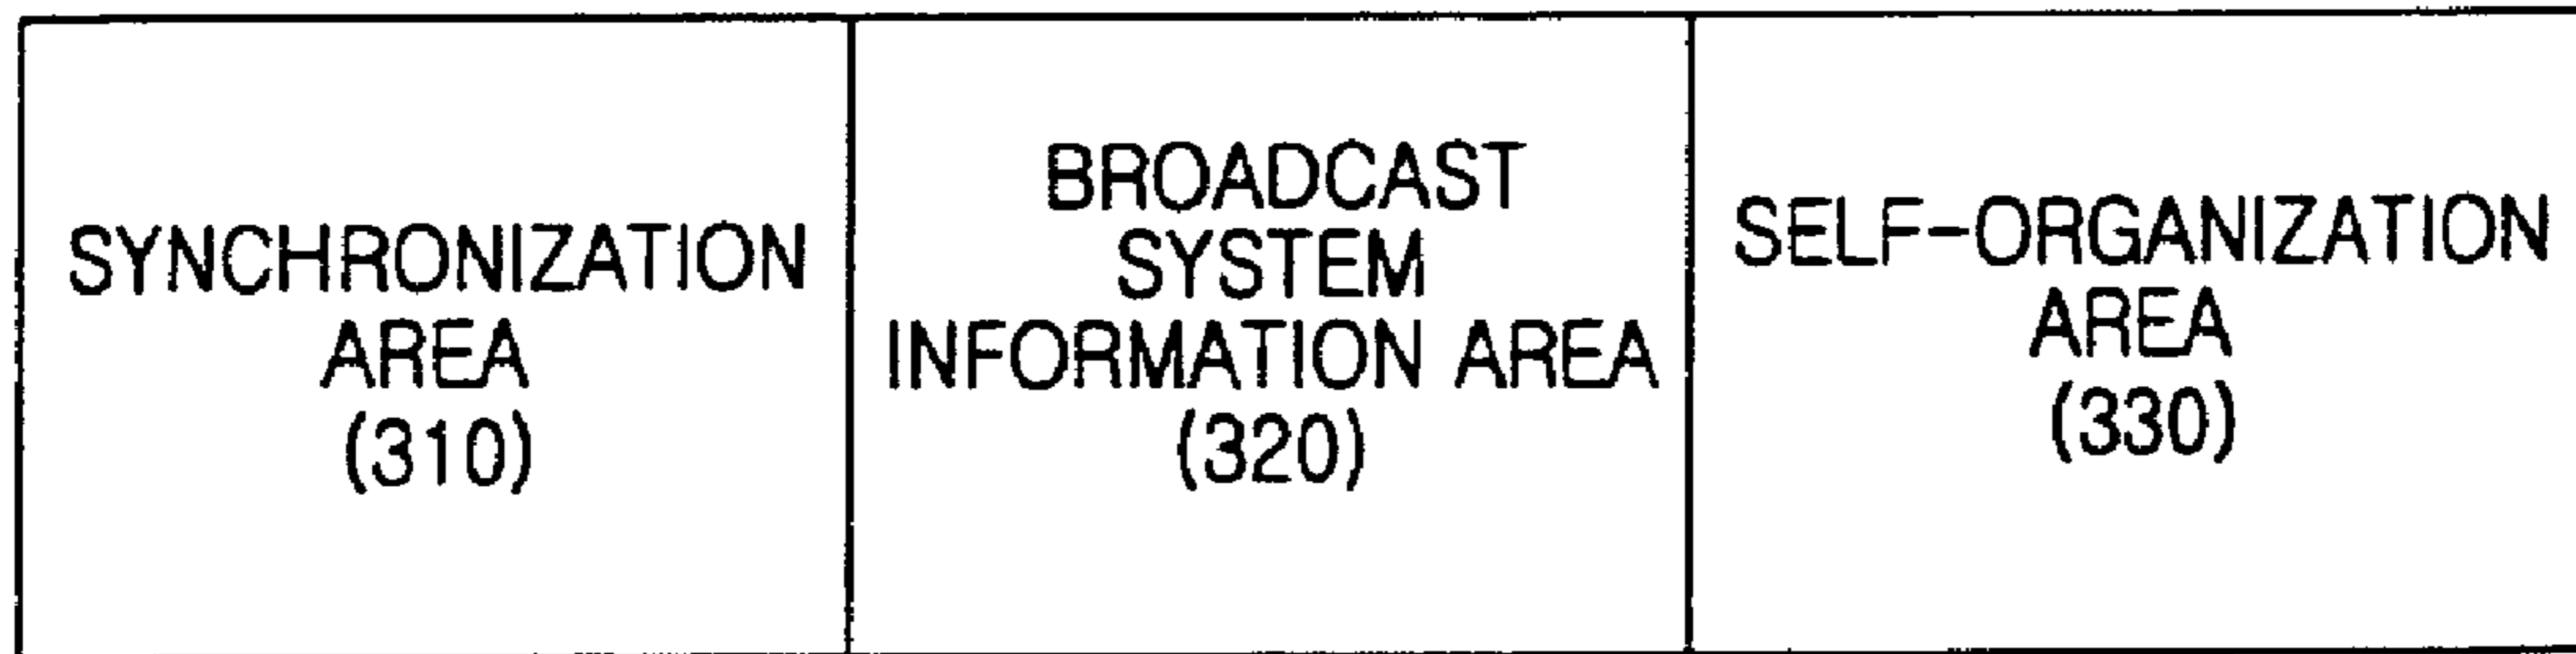 SYNCHRONIZATION
AREA
(310)
BROADCAST
SYSTEM
INFORMATION AREA
(320)
SELF-ORGANIZATION
AREA
(330)